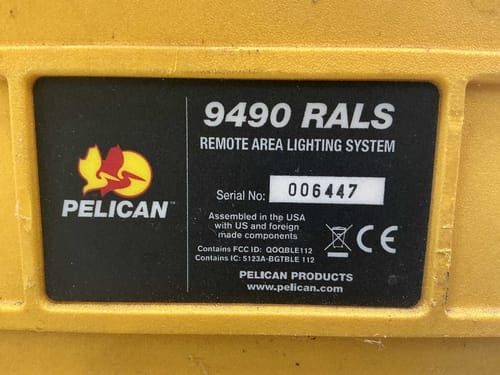 9490 RALS
REMOTE AREA LIGHTING SYSTEM
PELICAN™
Serial No: 006447
Assembled in the USA
with US and foreign
made components
CE
Contains FCC ID: QOQBLE112
Contains IC: 5123A-BGTBLE 112
PELICAN PRODUCTS
www.pelican.com